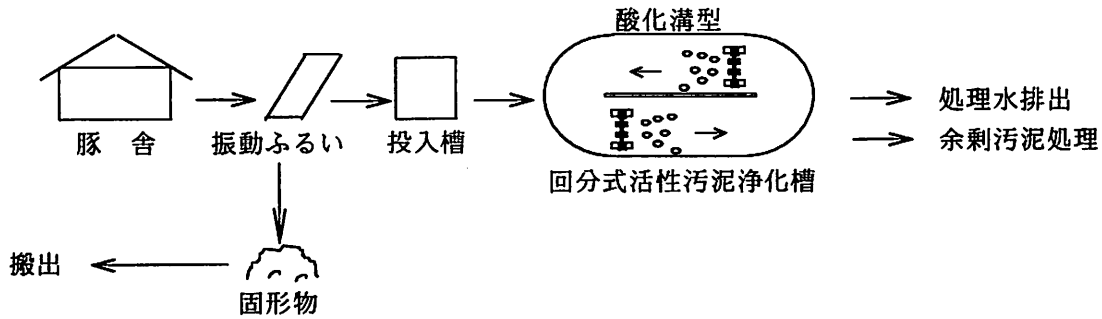 酸化溝型
豚 舎
振動ふるい
投入槽
回分式活性汚泥浄化槽
処理水排出
余剰汚泥処理
搬出
固形物